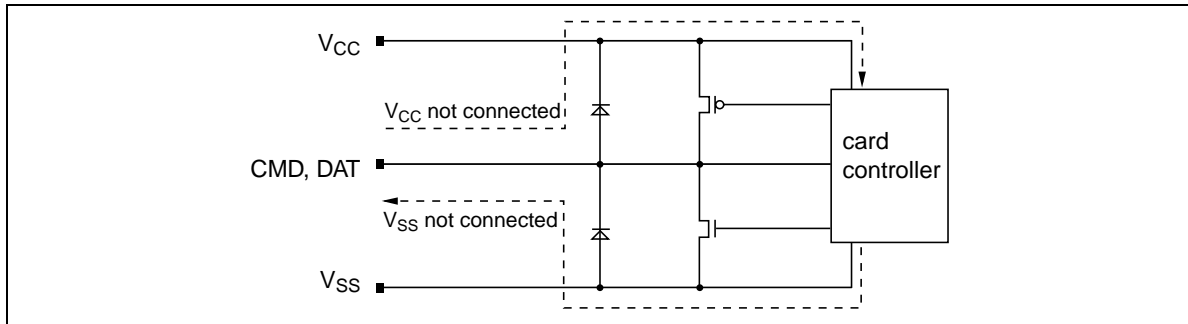 VCC
VCC not connected
card
controller
CMD, DAT
VSS not connected
VSS